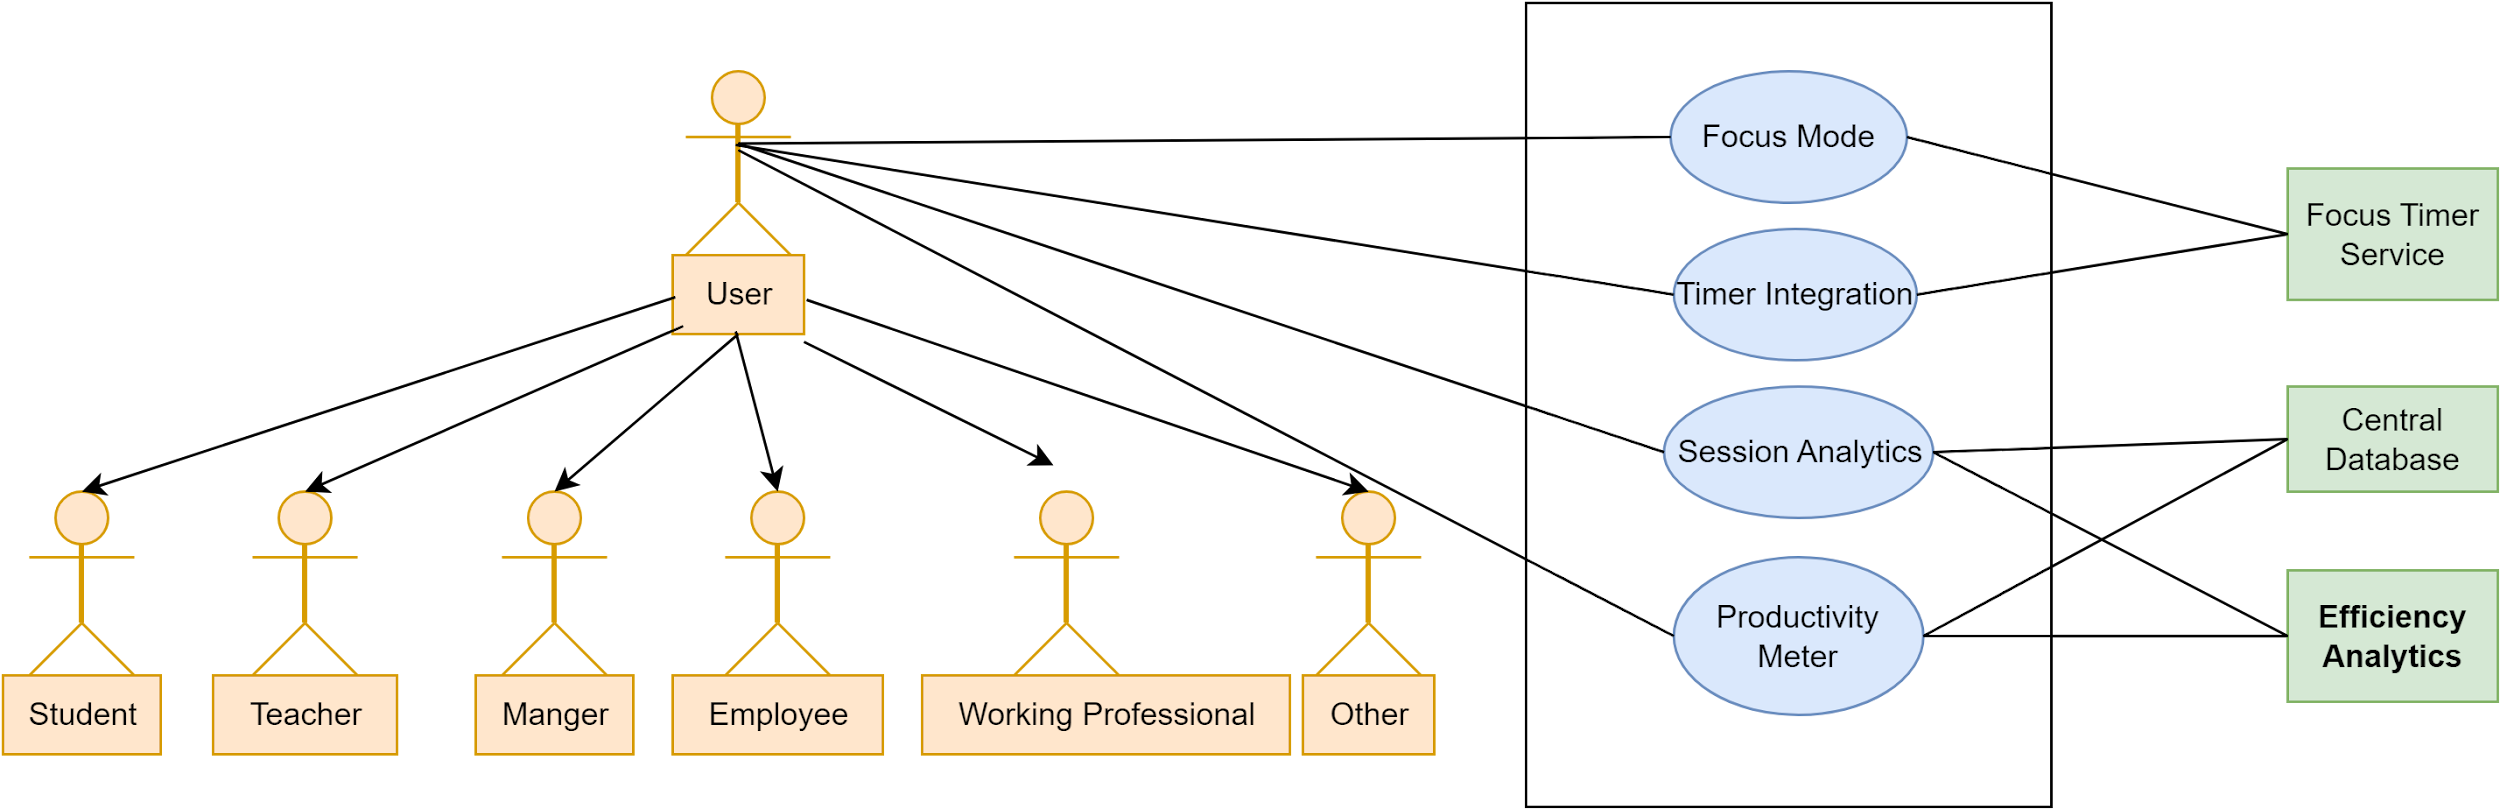 Focus Mode
Focus Timer
Service
User
Timer Integration
Session Analytics
Central
Database
Productivity
Meter
Efficiency
Analytics
Student
Teacher
Manger
Employee
Working Professional
Other